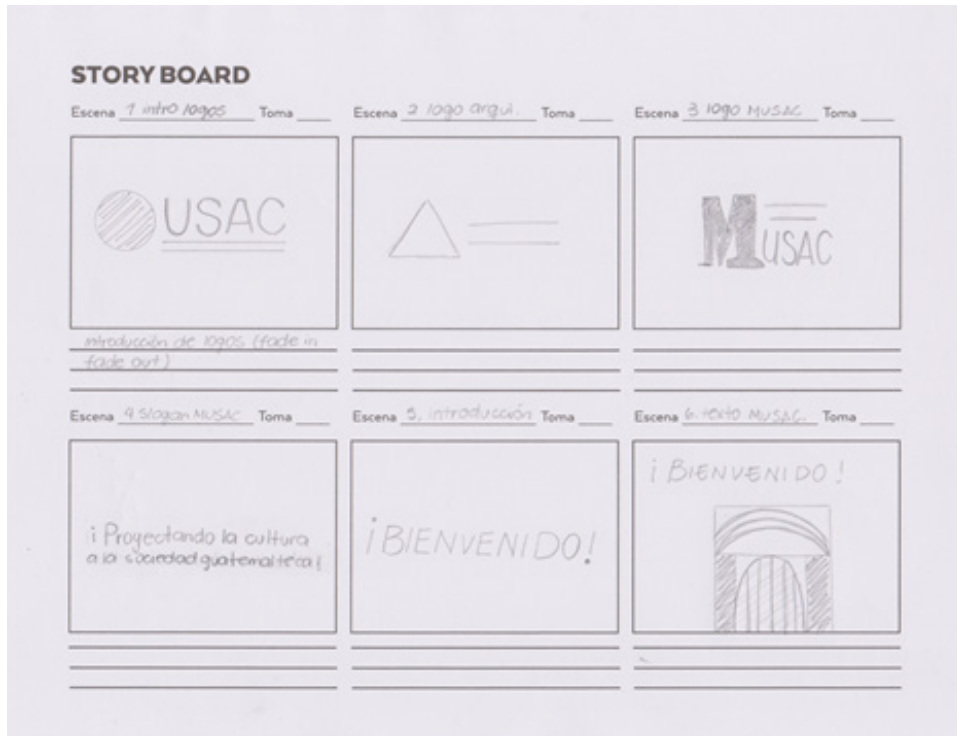 STORY BOARD
Escena 1 intro logos Toma
Escena 2 logo arqui. Toma
Escena 3 logo MUSAC Toma
USAC
MUSAC
introducción de logos (fade in
fade out)
Escena 4 Slogan MUSAC Toma
Escena 5. introducción Toma
Escena 6. texto MUSAC. Toma
¡Proyectando la cultura
a la sociedad guatemalteca!
¡BIENVENIDO!
¡BIENVENIDO!